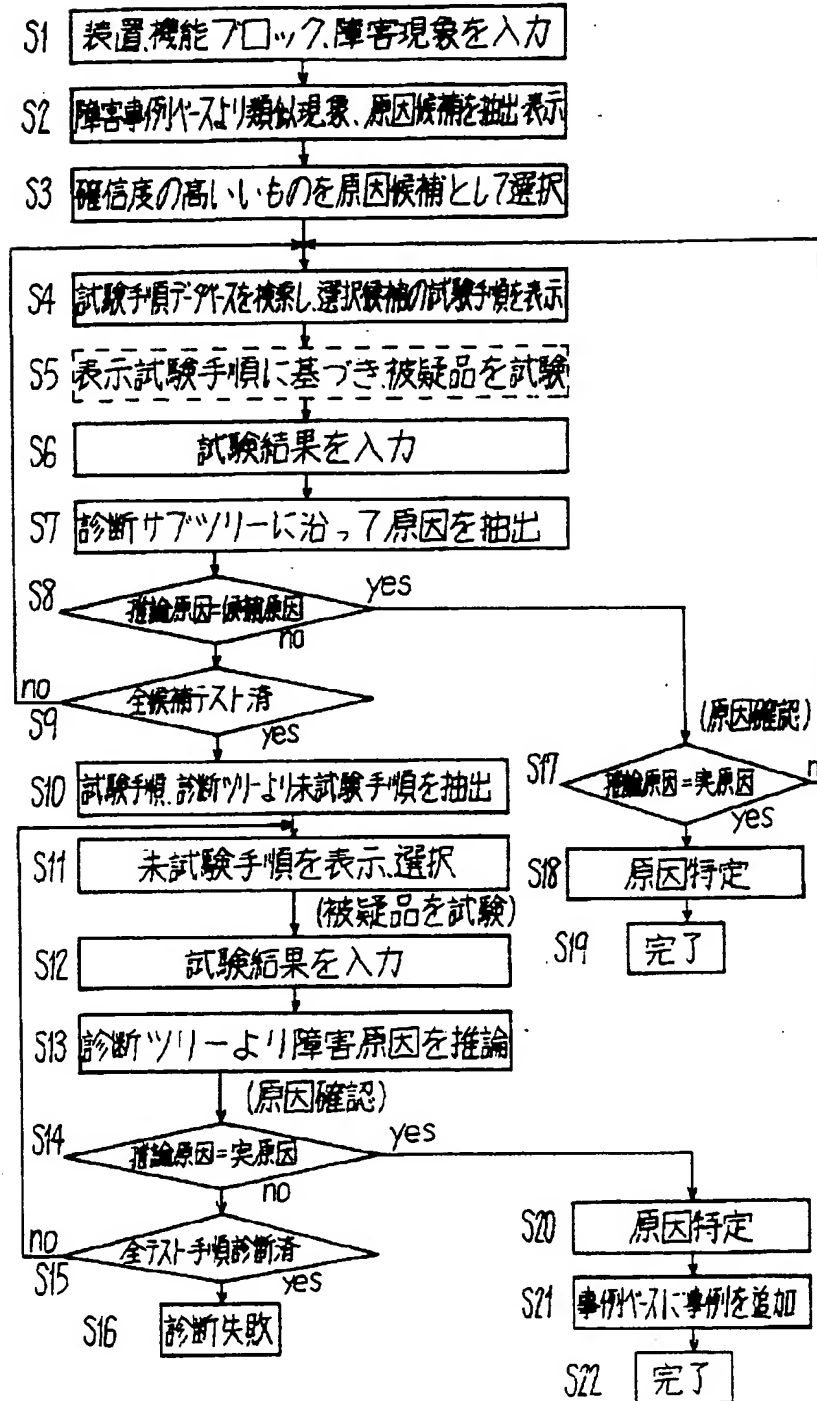 S1 装置、機能ブロック、障害現象を入力
S2 障害事例ベースより類似現象、原因候補を抽出表示
S3 確信度の高いいものを原因候補として選択
S4 試験手順データベースを検索し、選択候補の試験手順を表示
S5 表示試験手順に基づき、被疑品を試験
S6 試験結果を入力
S7 診断サブツリーに沿って原因を抽出
S8 推論原因=候補原因
yes
no
S9 全候補テスト済
no
yes
S10 試験手順、診断ツリーより未試験手順を抽出
S11 未試験手順を表示、選択
(被疑品を試験)
S12 試験結果を入力
S13 診断ツリーより障害原因を推論
(原因確認)
S14 推論原因=実原因
yes
no
S15 全テスト手順診断済
no
yes
S16 診断失敗
(原因確認)
S17 推論原因=実原因
yes
S18 原因特定
S19 完了
S20 原因特定
S21 事例ベースに事例を追加
S22 完了